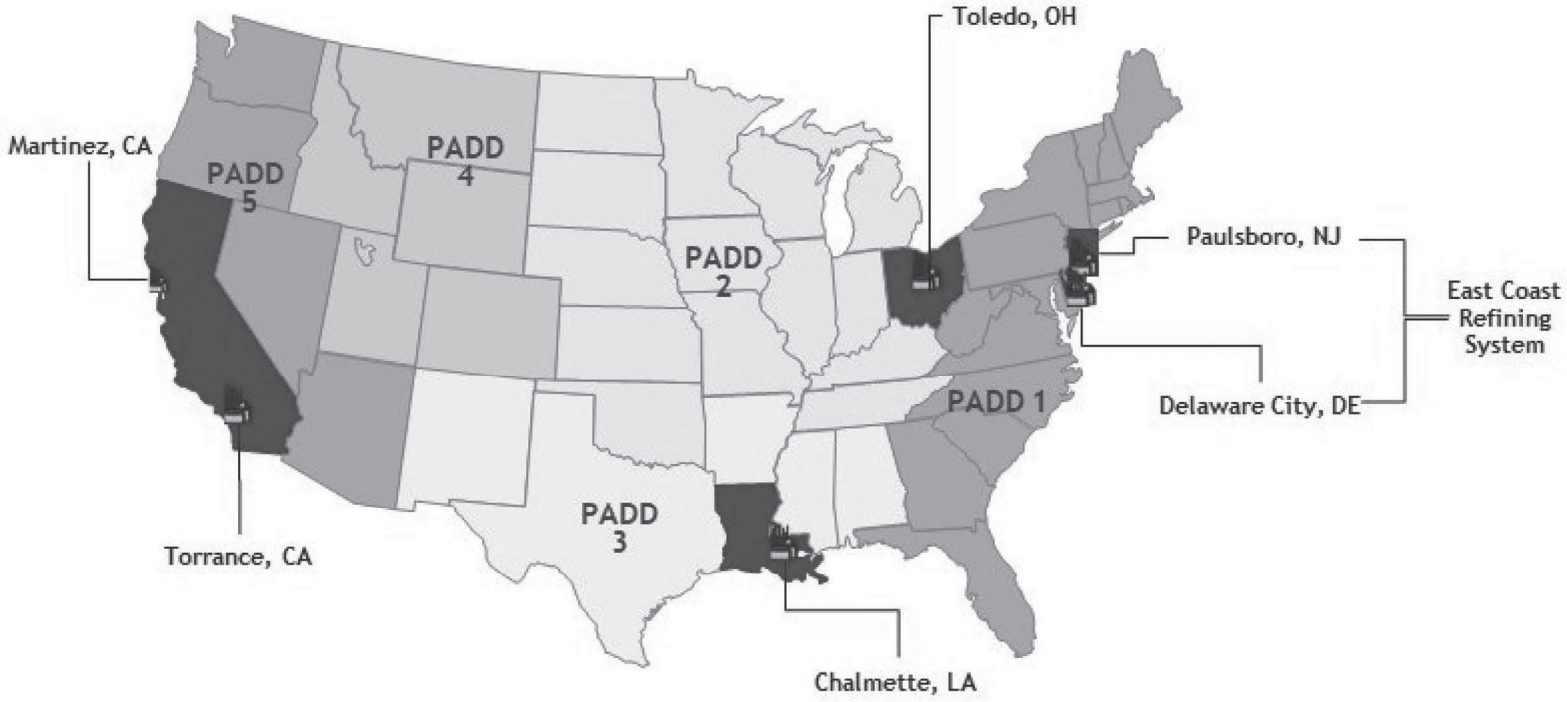 Toledo, OH
Martinez, CA
PADD
4
PADD
5
Paulsboro, NJ
PADD
2
East Coast
Refining
System
PADD 1
Delaware City, DE
PADD
3
Torrance, CA
Chalmette, LA